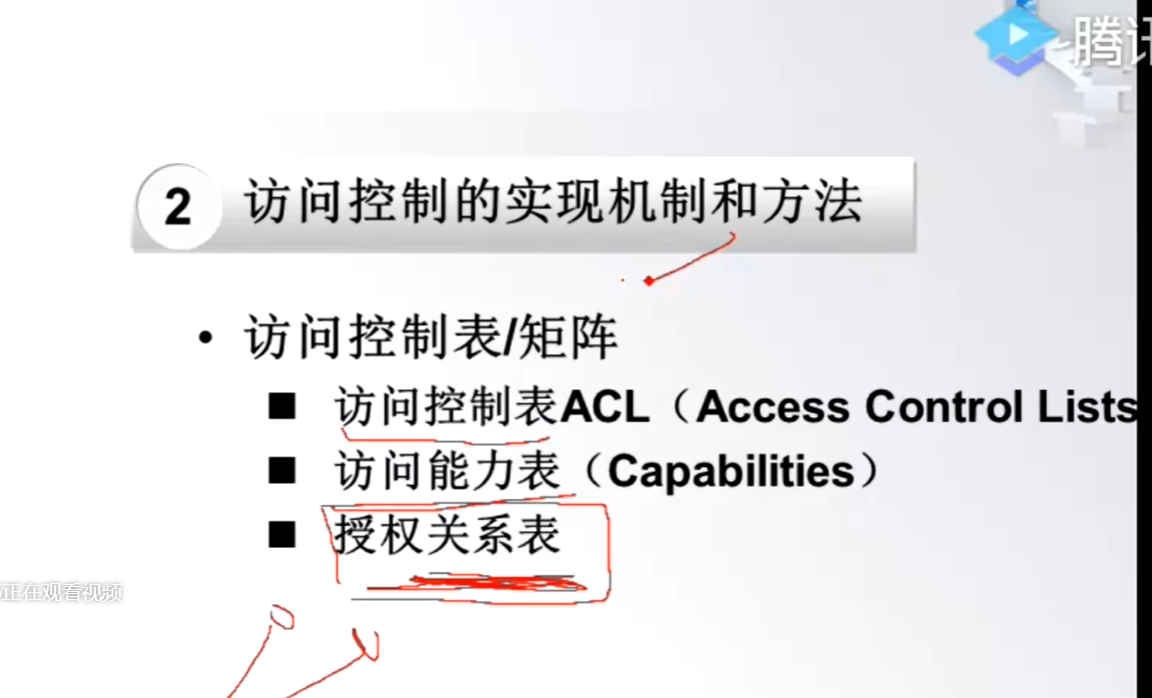 腾讯
2 访问控制的实现机制和方法
• 访问控制表/矩阵
■ 访问控制表ACL（Access Control Lists
■ 访问能力表（Capabilities）
■ 授权关系表
正在观看视频